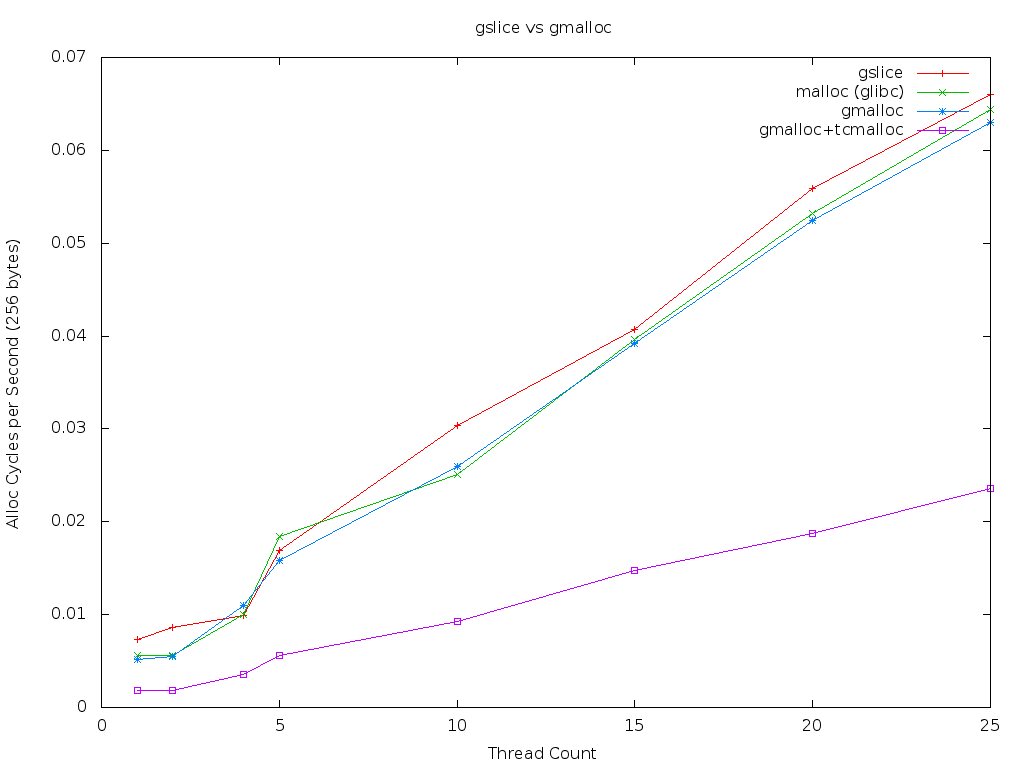 gslice vs gmalloc
gslice
malloc (glibc)
gmalloc
gmalloc+tcmalloc
Alloc Cycles per Second (256 bytes)
0.07
0.06
0.05
0.04
0.03
0.02
0.01
0
0 5 10 15 20 25
Thread Count